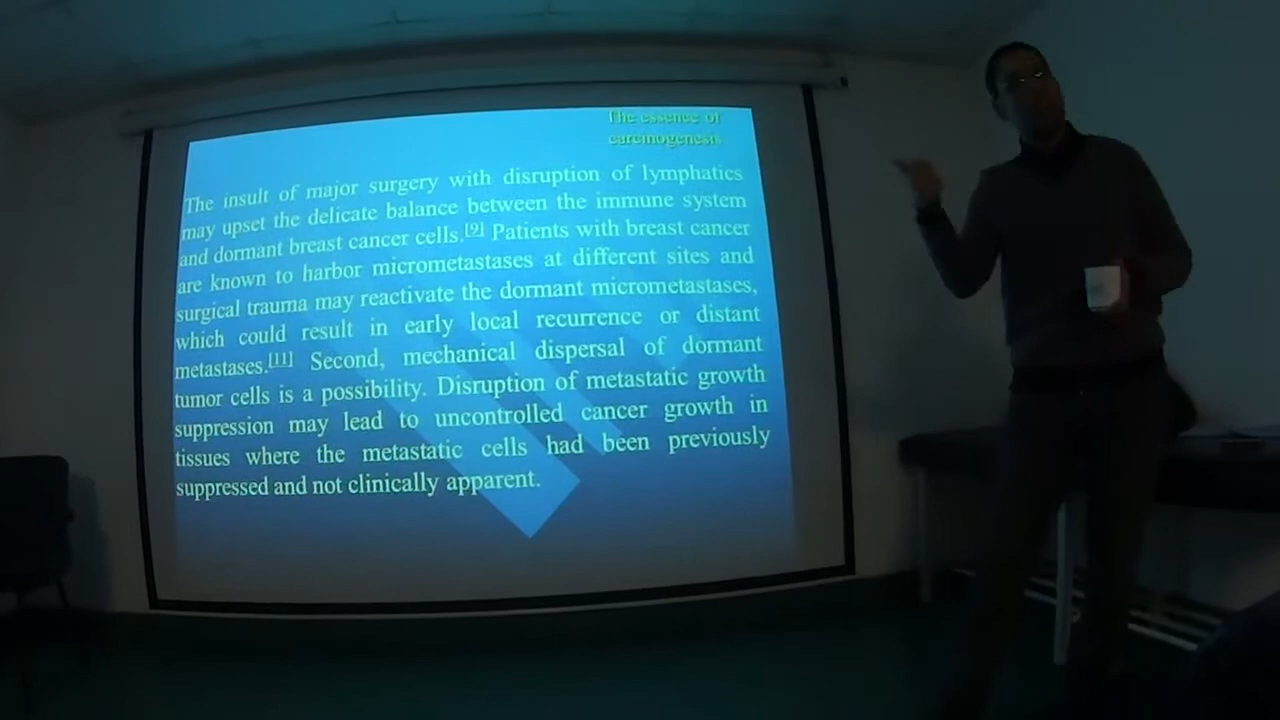 The essence of
carcinogenesis
The insult of major surgery with disruption of lymphatics
may upset the delicate balance between the immune system
and dormant breast cancer cells.[9] Patients with breast cancer
are known to harbor micrometastases at different sites and
surgical trauma may reactivate the dormant micrometastases,
which could result in early local recurrence or distant
metastases.[11] Second, mechanical dispersal of dormant
tumor cells is a possibility. Disruption of metastatic growth
suppression may lead to uncontrolled cancer growth in
tissues where the metastatic cells had been previously
suppressed and not clinically apparent.